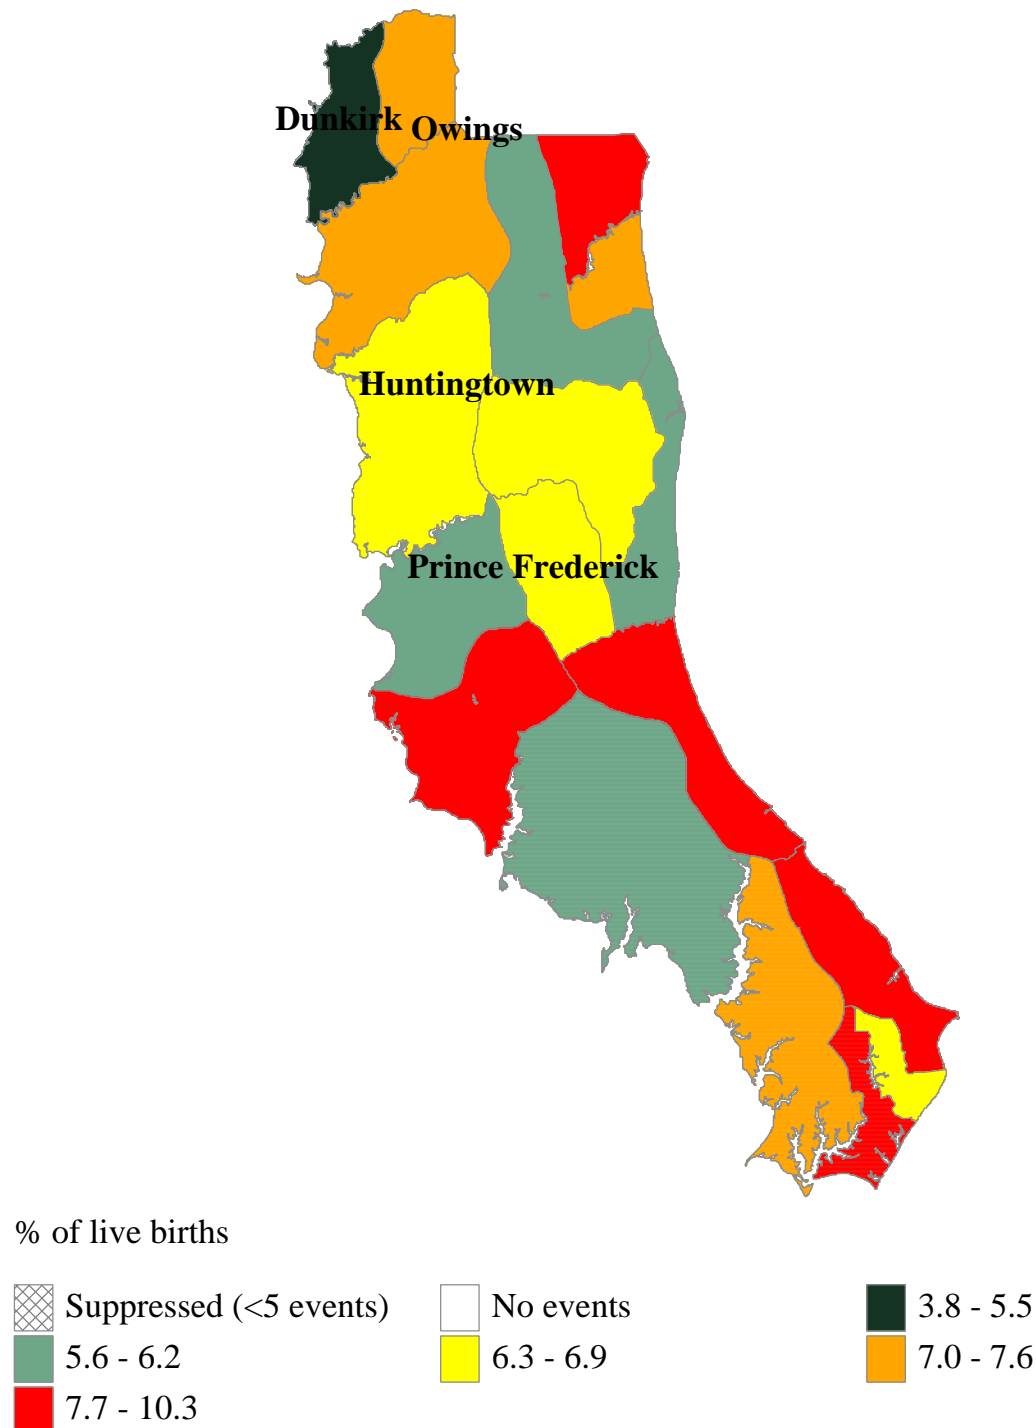 Dunkirk
Owings
Huntingtown
Prince Frederick
% of live births
Suppressed (<5 events)
No events
3.8 - 5.5
5.6 - 6.2
6.3 - 6.9
7.0 - 7.6
7.7 - 10.3